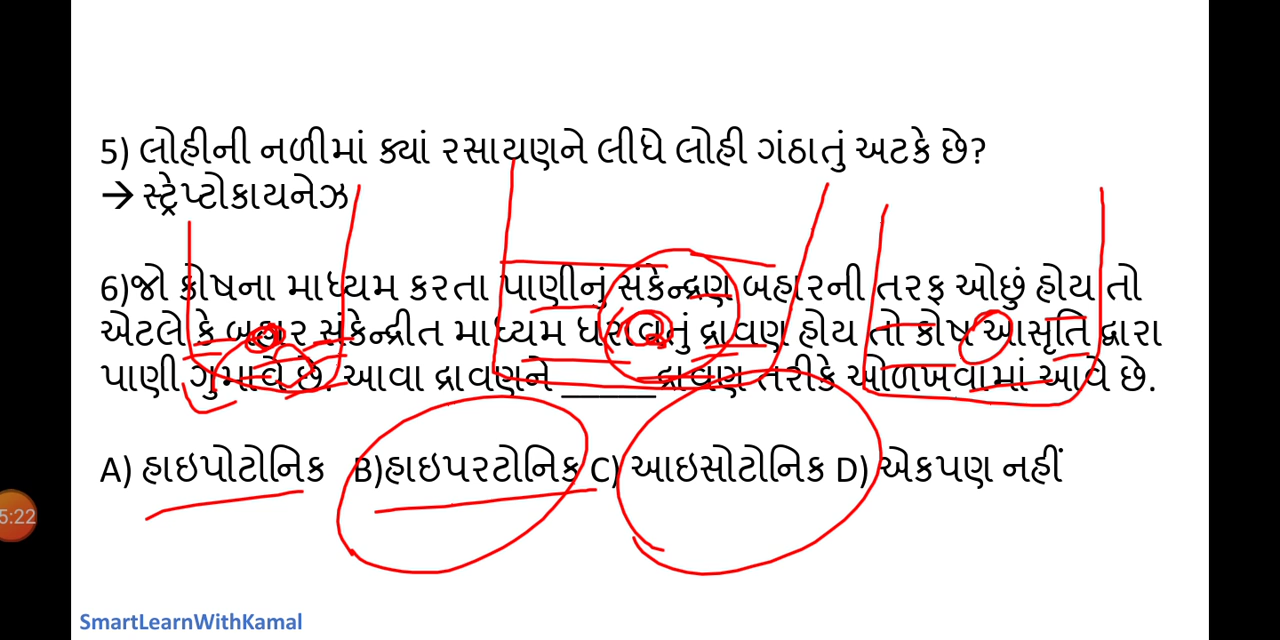 5) લોહીની નળીમાં ક્યાં રસાયણને લીધે લોહી ગંઠાતું અટકે છે?
→ સ્ટ્રેપ્ટોકાયનેઝ
6)જો કોષના માધ્યમ કરતા પાણીનું સંકેન્દ્રણ બહારની તરફ ઓછું હોય તો
એટલે કે બહાર સંકેન્દ્રીત માધ્યમ ધરાવતું દ્રાવણ હોય તો કોષ આસૃતિ દ્વારા
પાણી ગુમાવે છે. આવા દ્રાવણને _____દ્રાવણ તરીકે ઓળખવામાં આવે છે.
A) હાઇપોટોનિક B)હાઇપરટોનિક C) આઇસોટોનિક D) એકપણ નહીં
5:22
SmartLearnWithKamal